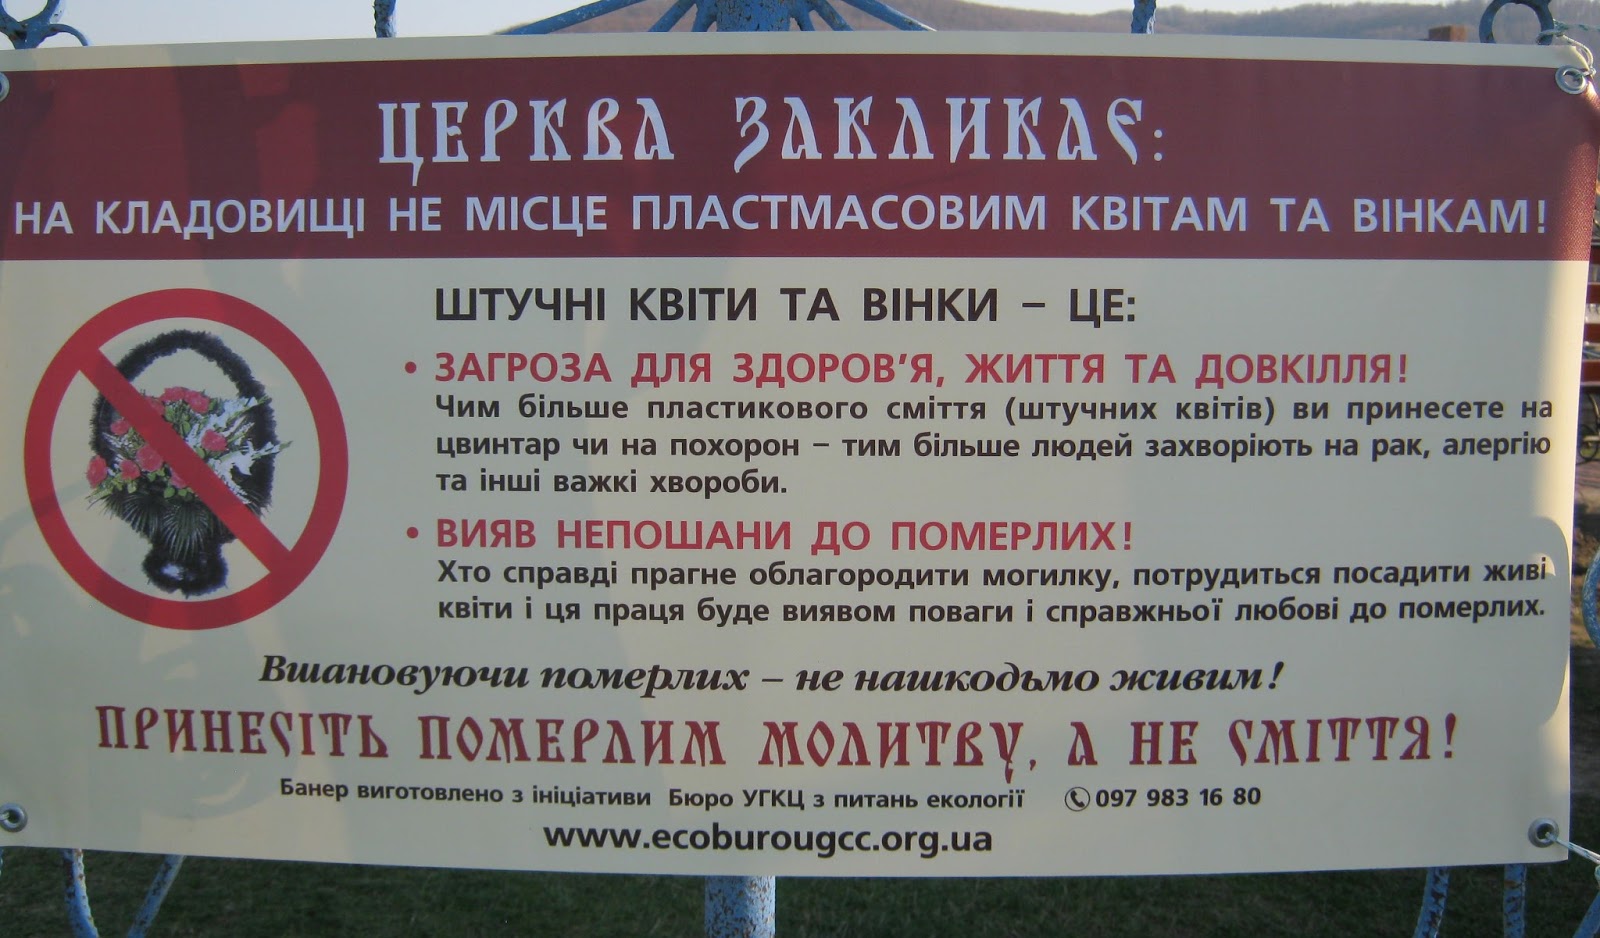 ЦЕРКВА ЗАКЛИКАЄ:
НА КЛАДОВИЩІ НЕ МІСЦЕ ПЛАСТМАСОВИМ КВІТАМ ТА ВІНКАМ!
ШТУЧНІ КВІТИ ТА ВІНКИ – ЦЕ:
• ЗАГРОЗА ДЛЯ ЗДОРОВ'Я, ЖИТТЯ ТА ДОВКІЛЛЯ!
Чим більше пластикового сміття (штучних квітів) ви принесете на
цвинтар чи на похорон – тим більше людей захворіють на рак, алергію
та інші важкі хвороби.
• ВИЯВ НЕПОШАНИ ДО ПОМЕРЛИХ!
Хто справді прагне облагородити могилку, потрудиться посадити живі
квіти і ця праця буде виявом поваги і справжньої любові до померлих.
Вшановуючи померлих – не нашкодьмо живим!
ПРИНЕСІТЬ ПОМЕРЛИМ МОЛИТВУ, А НЕ СМІТТЯ!
Банер виготовлено з ініціативи Бюро УГКЦ з питань екології 097 983 16 80
www.ecoburougcc.org.ua